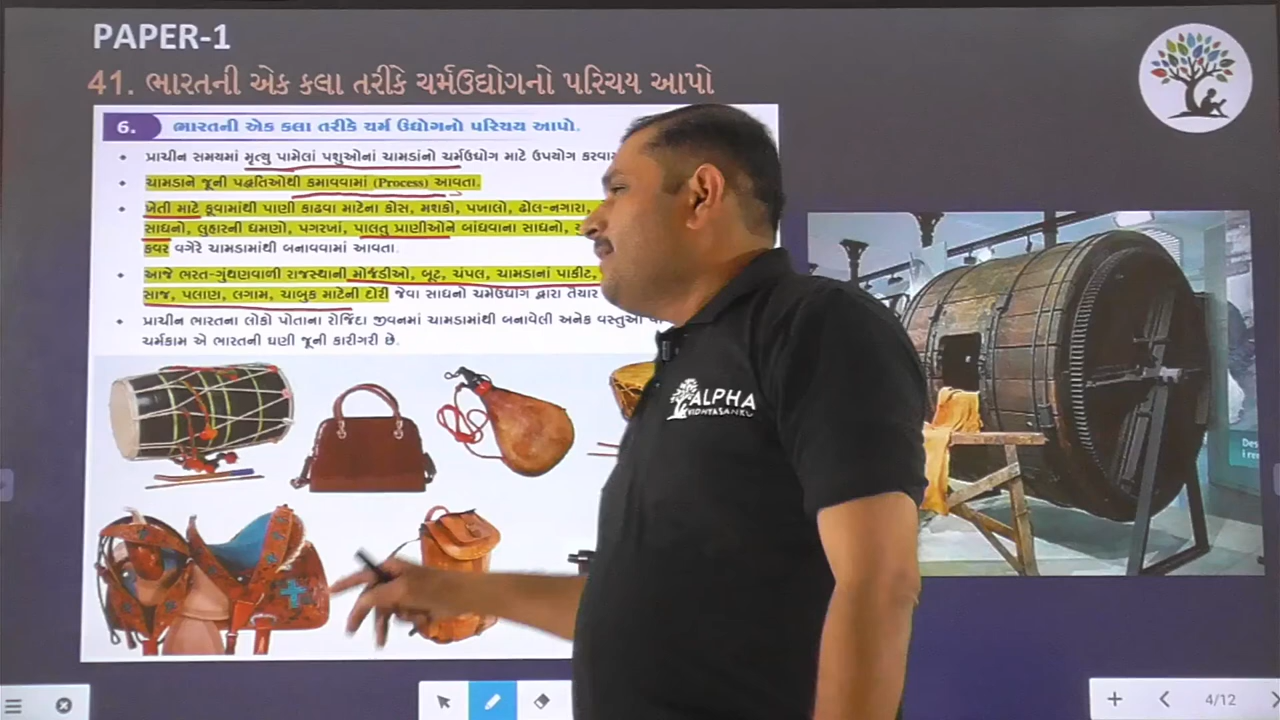 PAPER-1
41. ભારતની એક કલા તરીકે ચર્મઉદ્યોગનો પરિચય આપો
6. ભારતની એક કલા તરીકે ચર્મ ઉદ્યોગનો પરિચય આપો.
• પ્રાચીન સમયમાં મૃત્યુ પામેલાં પશુઓનાં ચામડાંનો ચર્મઉદ્યોગ માટે ઉપયોગ
• ચામડાને જૂની પદ્ધતિઓથી કમાવવામાં (Process) આવતા.
• ખેતી માટે કૂવામાંથી પાણી કાઢવા માટેના કોસ, મશકો, પખાલો, ઢોલ-નગારા,
સાધનો, લુહારની ધમણો, પગરખાં, પાલતુ પ્રાણીઓને બાંધવાના સાધનો,
કવર વગેરે ચામડામાંથી બનાવવામાં આવતા.
• આજે ભરત-ગુંથણવાળી રાજસ્થાની મોજડીઓ, બૂટ, ચંપલ, ચામડાનાં પાકીટ,
સાજ, પલાણ, લગામ, ચાબુક માટેની દોરી જેવા સાધનો ચર્મઉદ્યોગ દ્વારા તૈયાર
• પ્રાચીન ભારતના લોકો પોતાના રોજિંદા જીવનમાં ચામડામાંથી બનાવેલી અનેક વસ્તુઓ
ચર્મકામ એ ભારતની ઘણી જૂની કારીગરી છે.
ALPHA
VIDHYASANKU
4/12